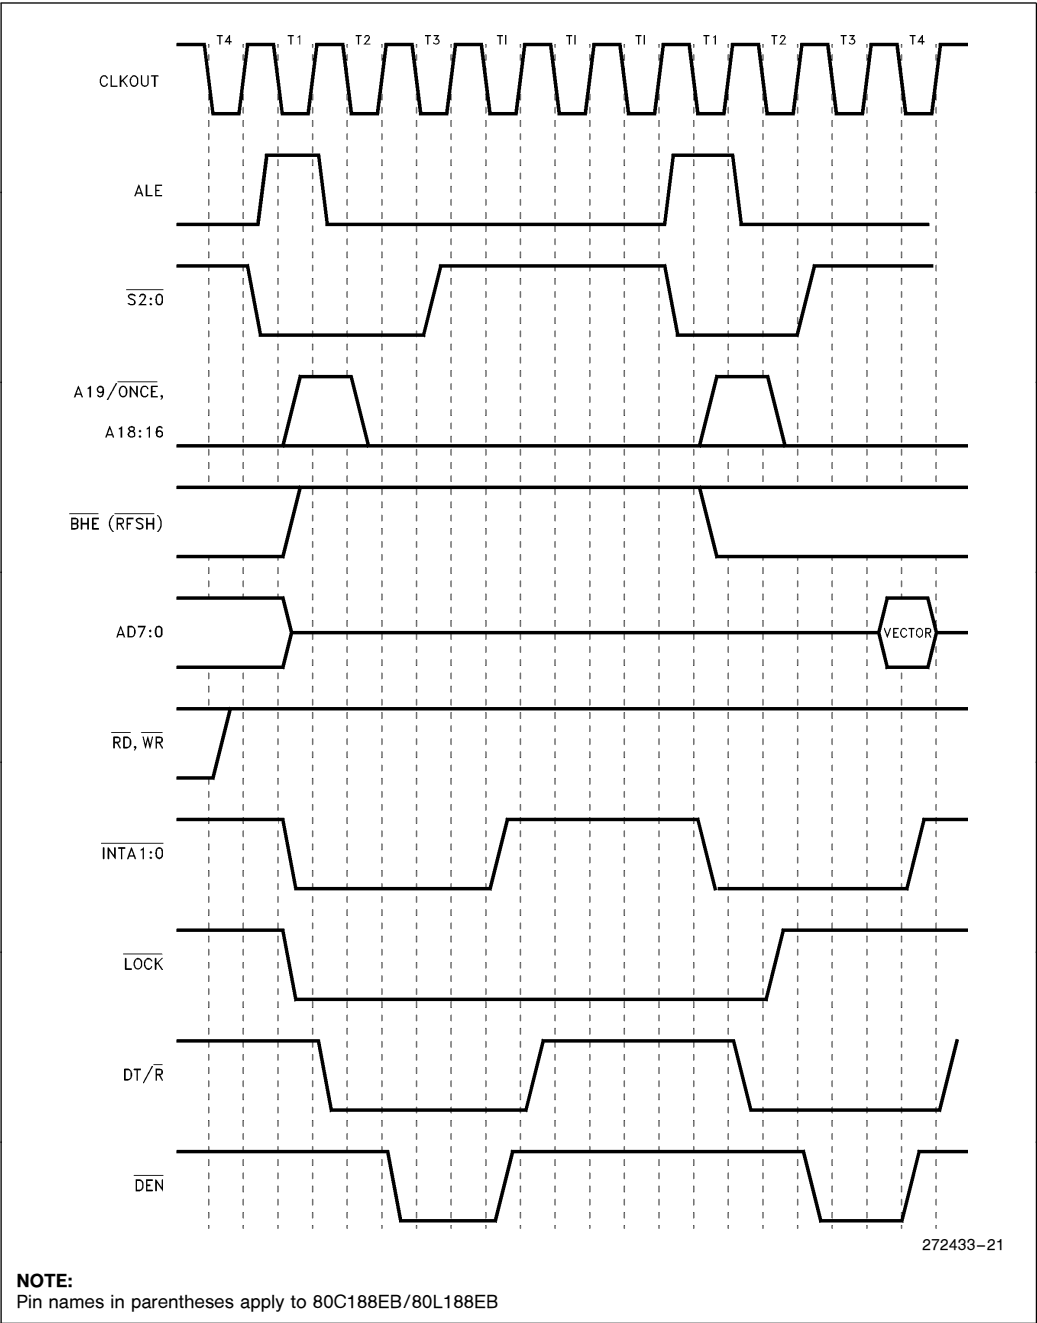 T4 T1 T2 T3 TI TI TI T1 T2 T3 T4
CLKOUT
ALE
S2:0
A19/ONCE,
A18:16
BHE (RFSH)
AD7:0
VECTOR
RD, WR
INTA1:0
LOCK
DT/R
DEN
272433-21
NOTE:
Pin names in parentheses apply to 80C188EB/80L188EB